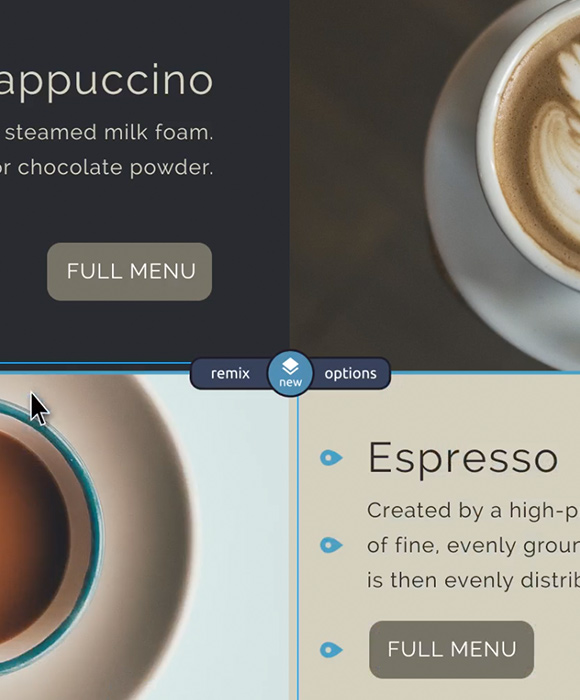 appuccino
steamed milk foam.
or chocolate powder.
FULL MENU
remix
new
options
Espresso
Created by a high-p
of fine, evenly groun
is then evenly distrib
FULL MENU